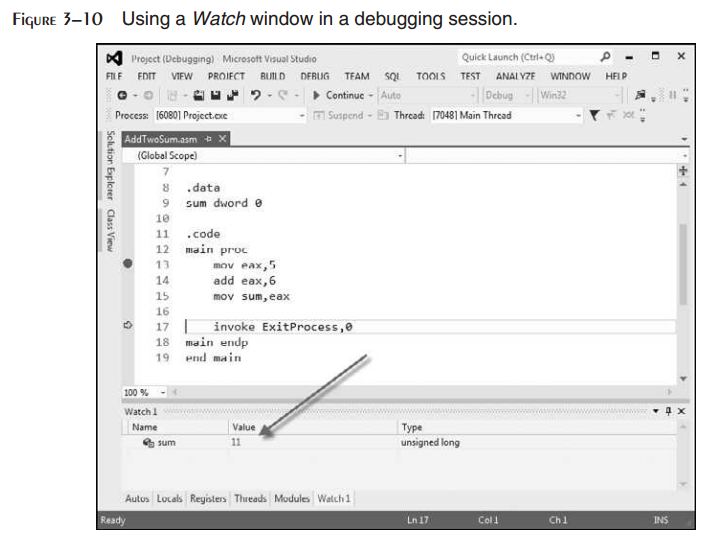 FIGURE 3–10 Using a Watch window in a debugging session.
Project (Debugging) - Microsoft Visual Studio
Quick Launch (Ctrl+Q)
FILE EDIT VIEW PROJECT BUILD DEBUG TEAM SQL TOOLS TEST ANALYZE WINDOW HELP
Continue Auto Debug Win32
Process: [6080] Project.exe Suspend Thread: [7048] Main Thread
Solution Explorer
Class View
AddTwoSum.asm
(Global Scope)
7
8 .data
9 sum dword 0
10
11 .code
12 main proc
13 mov eax,5
14 add eax,6
15 mov sum,eax
16
17 invoke ExitProcess,0
18 main endp
19 end main
100 %
Watch 1
Name Value Type
sum 11 unsigned long
Autos Locals Registers Threads Modules Watch 1
Ready Ln 17 Col 1 Ch 1 INS